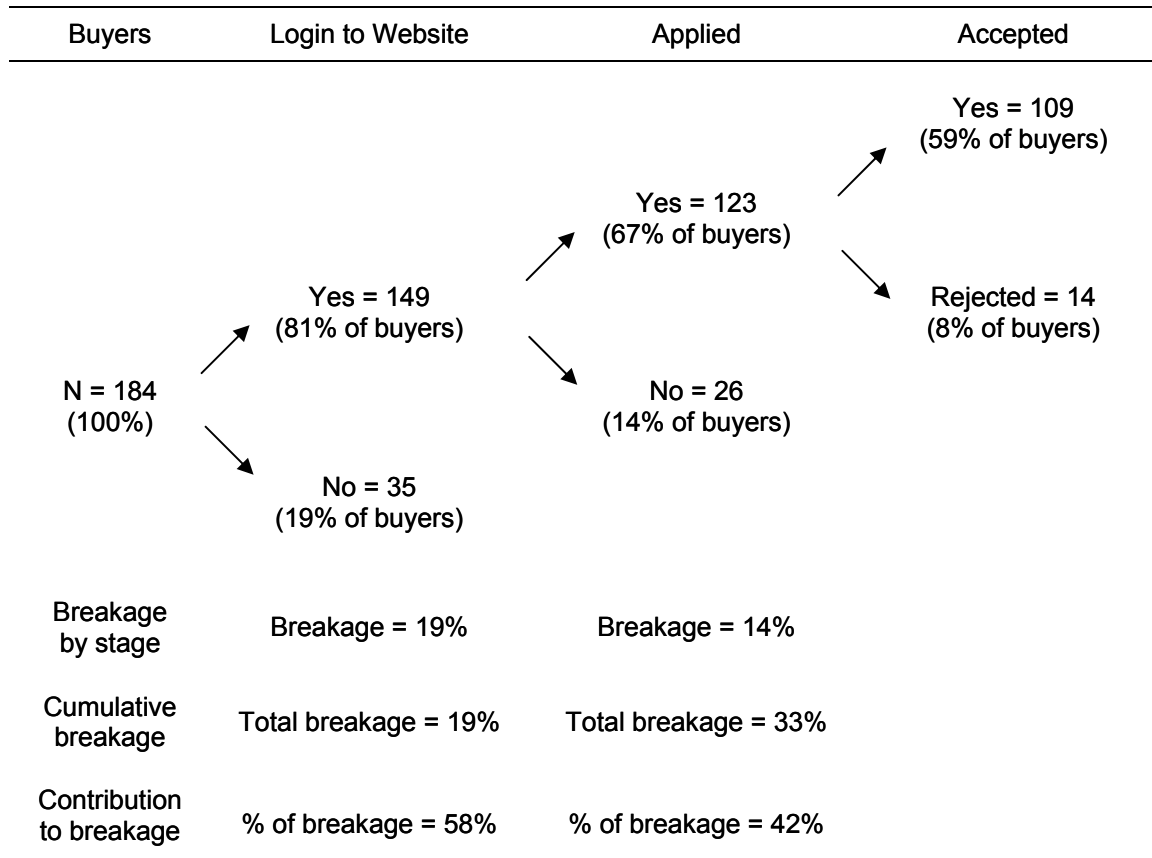 Buyers
Login to Website
Applied
Accepted
Yes = 109
(59% of buyers)
Yes = 123
(67% of buyers)
Yes = 149
(81% of buyers)
Rejected = 14
(8% of buyers)
N = 184
(100%)
No = 26
(14% of buyers)
No = 35
(19% of buyers)
Breakage
by stage
Breakage = 19%
Breakage = 14%
Cumulative
breakage
Total breakage = 19%
Total breakage = 33%
Contribution
to breakage
% of breakage = 58%
% of breakage = 42%